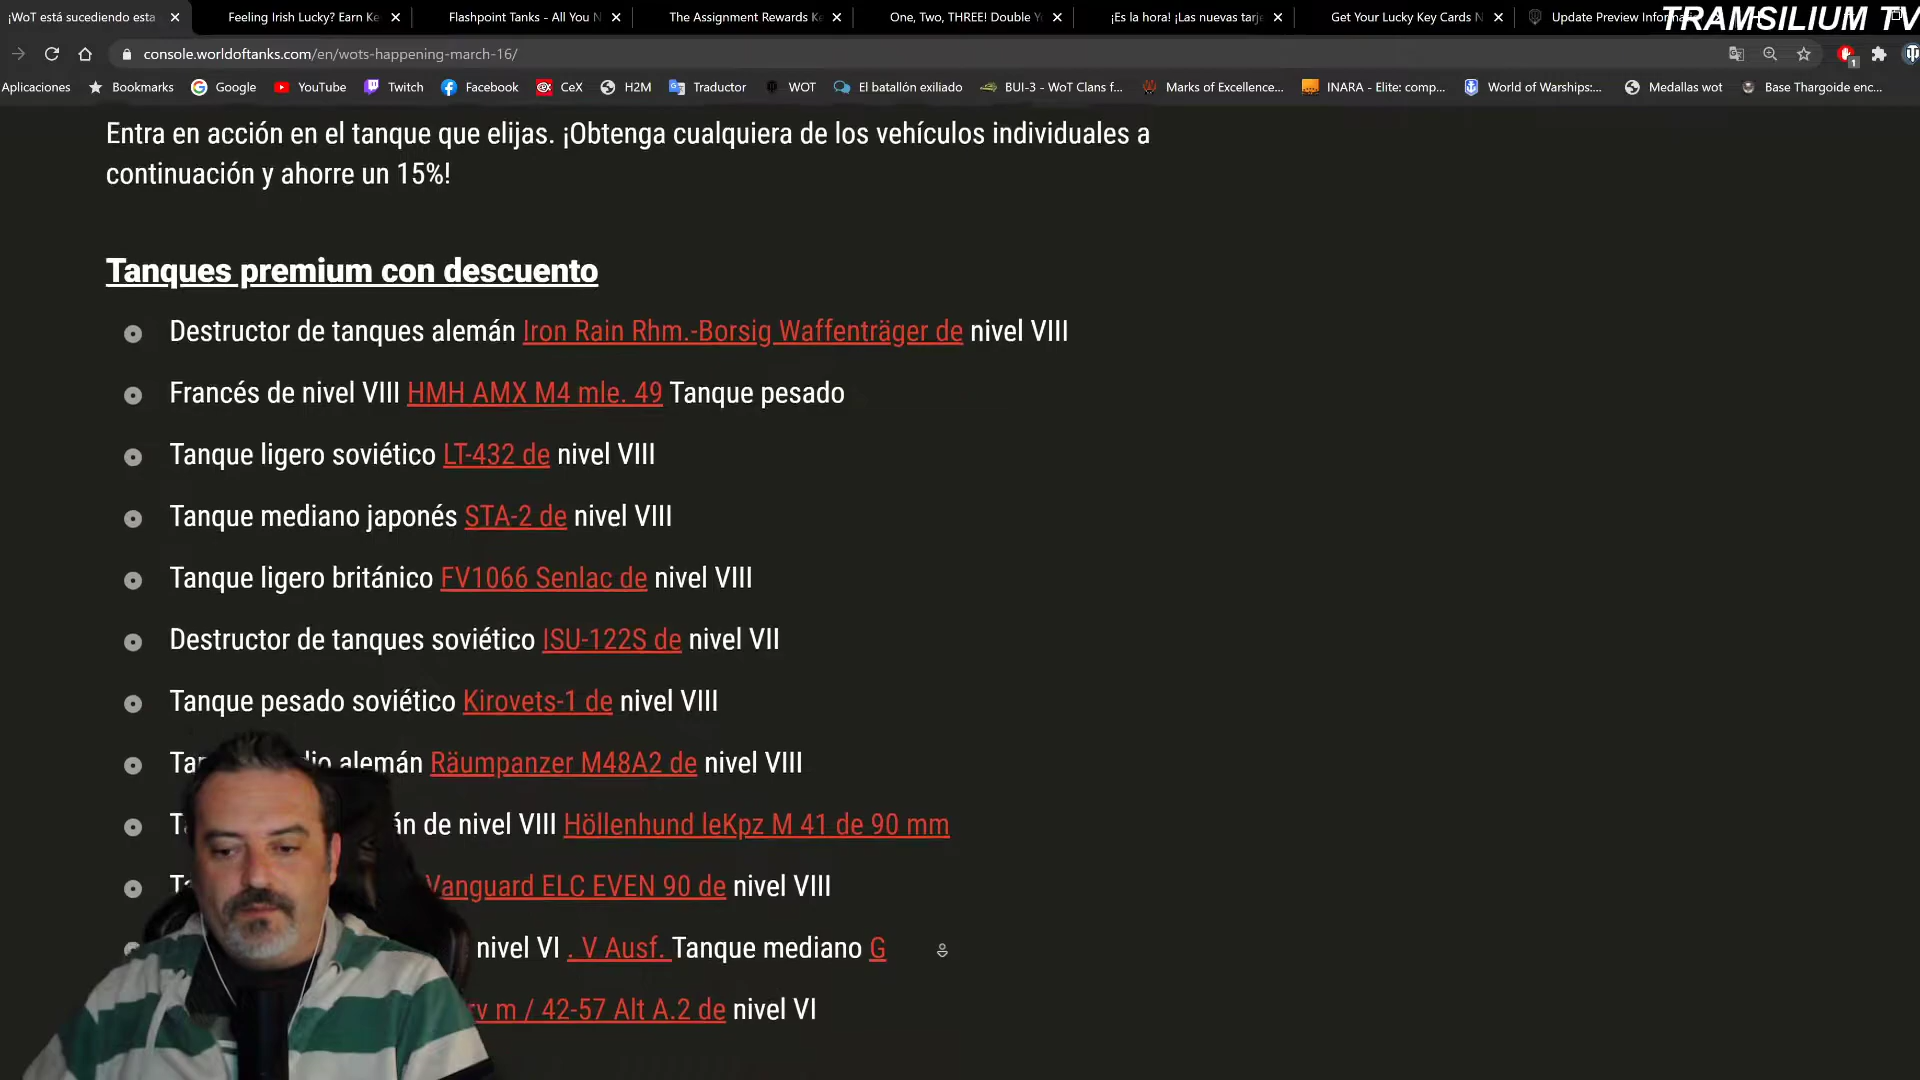 ¡WoT está sucediendo esta
Feeling Irish Lucky? Earn Ke
Flashpoint Tanks - All You N
The Assignment Rewards Ke
One, Two, THREE! Double Y
¡Es la hora! ¡Las nuevas tarje
Get Your Lucky Key Cards N
Update Preview Informa
TRAMSILIUM TV
console.worldoftanks.com/en/wots-happening-march-16/
1
Aplicaciones
Bookmarks
Google
YouTube
Twitch
Facebook
CeX
H2M
Traductor
WOT
El batallón exiliado
BUI-3 - WoT Clans f...
Marks of Excellence...
INARA - Elite: comp...
World of Warships:...
Medallas wot
Base Thargoide enc...
Entra en acción en el tanque que elijas. ¡Obtenga cualquiera de los vehículos individuales a
continuación y ahorre un 15%!
Tanques premium con descuento
Destructor de tanques alemán Iron Rain Rhm.-Borsig Waffenträger de nivel VIII
Francés de nivel VIII HMH AMX M4 mle. 49 Tanque pesado
Tanque ligero soviético LT-432 de nivel VIII
Tanque mediano japonés STA-2 de nivel VIII
Tanque ligero británico FV1066 Senlac de nivel VIII
Destructor de tanques soviético ISU-122S de nivel VII
Tanque pesado soviético Kirovets-1 de nivel VIII
alemán Räumpanzer M48A2 de nivel VIII
de nivel VIII Höllenhund leKpz M 41 de 90 mm
Vanguard ELC EVEN 90 de nivel VIII
nivel VI . V Ausf. Tanque mediano G
rv m / 42-57 Alt A.2 de nivel VI